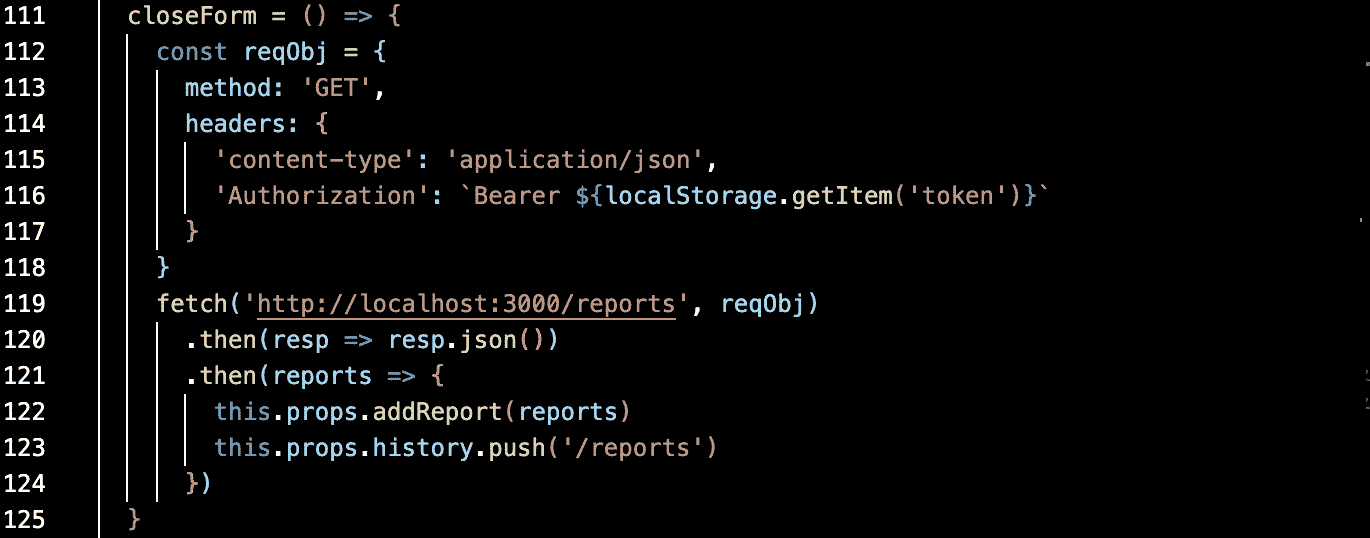 111 closeForm = () => {
112 const reqObj = {
113 method: 'GET',
114 headers: {
115 'content-type': 'application/json',
116 'Authorization': `Bearer ${localStorage.getItem('token')}`
117 }
118 }
119 fetch('http://localhost:3000/reports', reqObj)
120 .then(resp => resp.json())
121 .then(reports => {
122 this.props.addReport(reports)
123 this.props.history.push('/reports')
124 })
125 }